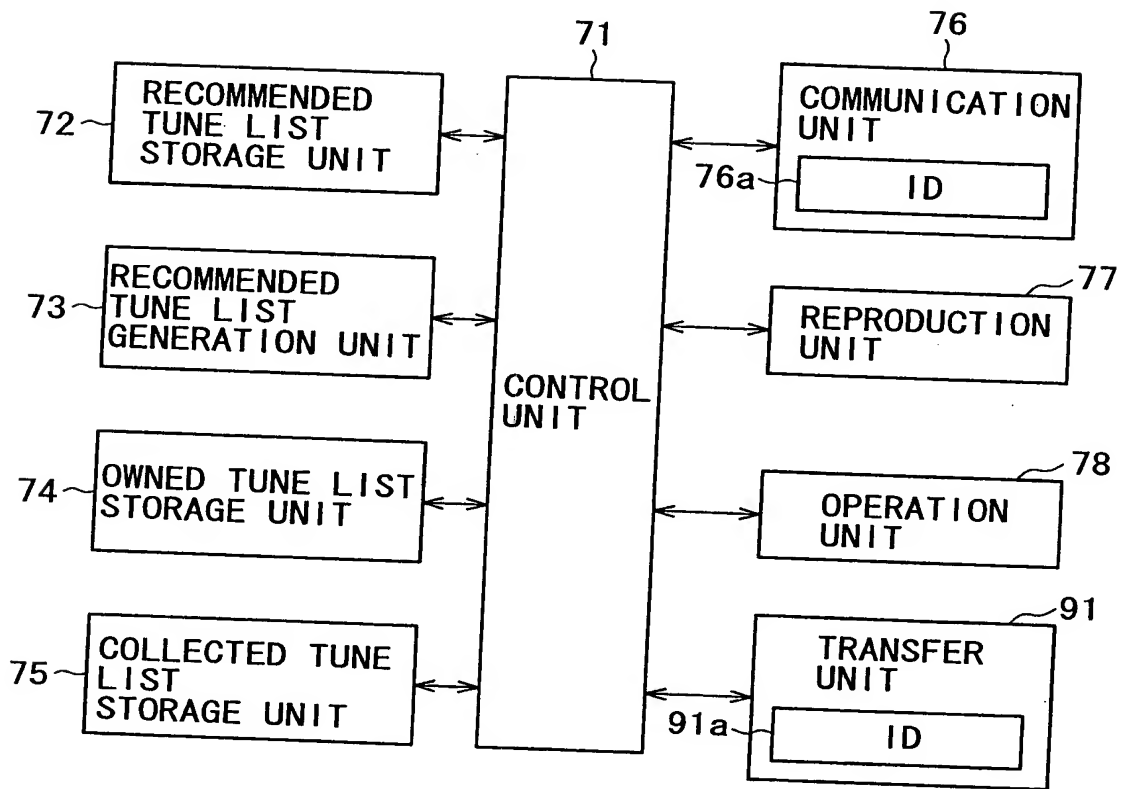 71
76
72
RECOMMENDED
TUNE LIST
STORAGE UNIT
COMMUNICATION
UNIT
76a
ID
73
RECOMMENDED
TUNE LIST
GENERATION UNIT
77
REPRODUCTION
UNIT
CONTROL
UNIT
74
OWNED TUNE LIST
STORAGE UNIT
78
OPERATION
UNIT
75
COLLECTED TUNE
LIST
STORAGE UNIT
91
TRANSFER
UNIT
91a
ID